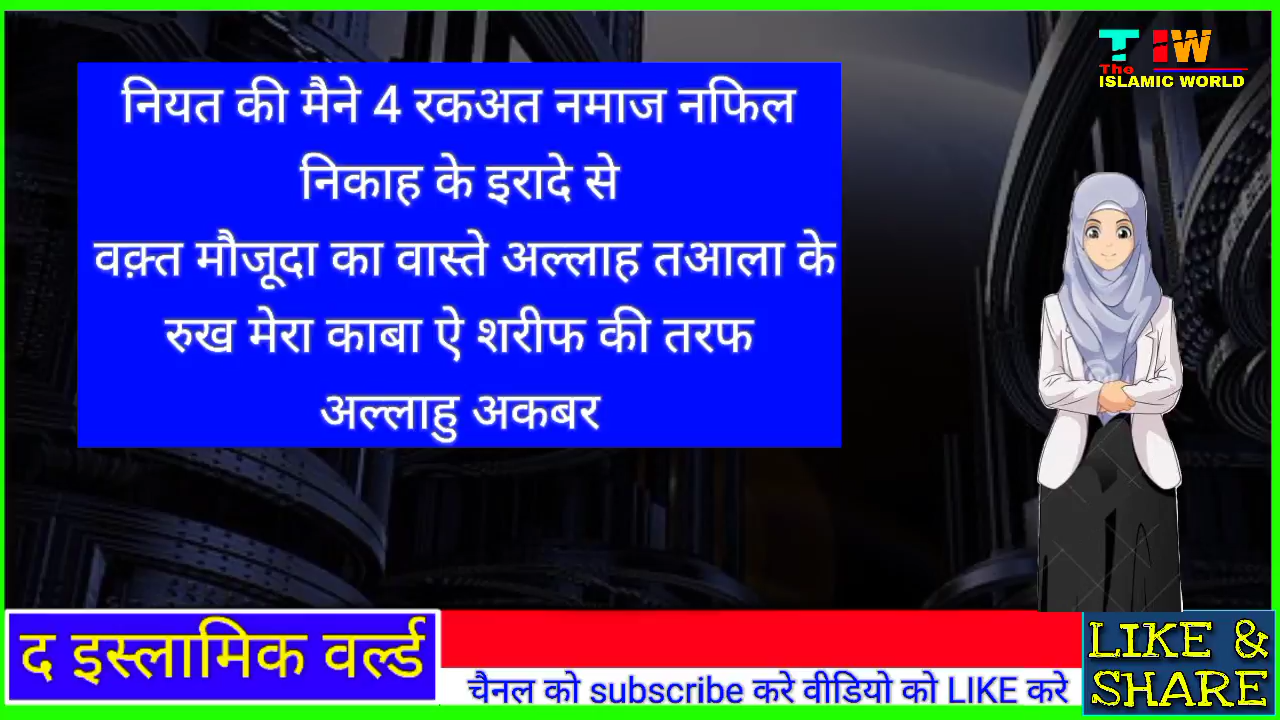 TIW
The
ISLAMIC WORLD
नियत की मैने 4 रकअत नमाज नफिल
निकाह के इरादे से
वक़्त मौजूदा का वास्ते अल्लाह तआला के
रुख मेरा काबा ऐ शरीफ की तरफ
अल्लाहु अकबर
द इस्लामिक वर्ल्ड
चैनल को subscribe करे वीडियो को LIKE करे
LIKE &
SHARE